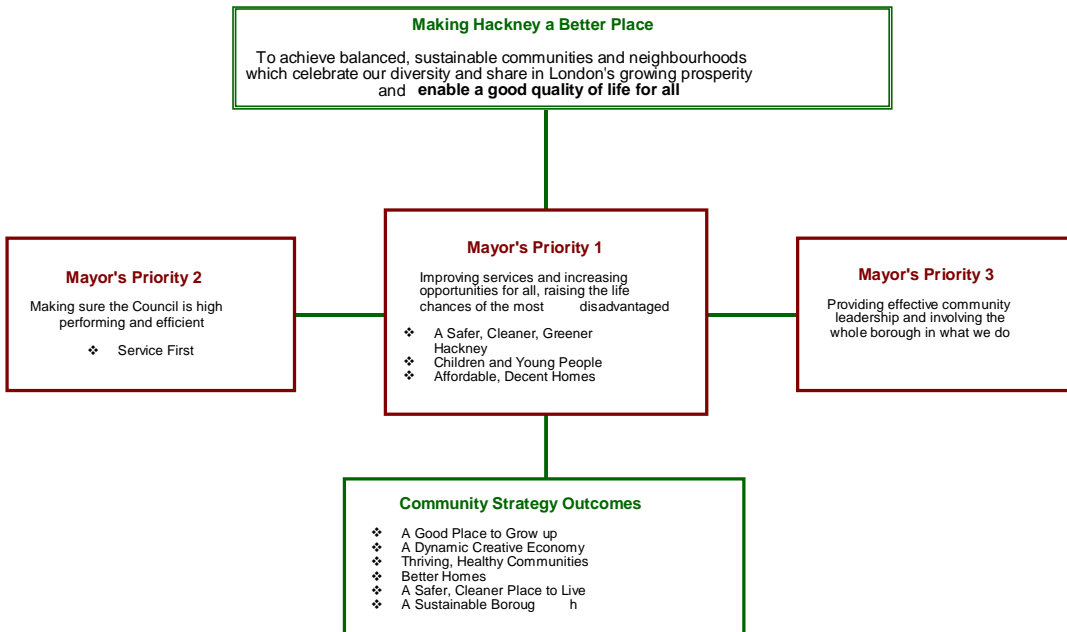 Making Hackney a Better Place
To achieve balanced, sustainable communities and neighbourhoods
which celebrate our diversity and share in London's growing prosperity
and enable a good quality of life for all
Mayor's Priority 2
Making sure the Council is high
performing and efficient
❖ Service First
Mayor's Priority 1
Improving services and increasing
opportunities for all, raising the life
chances of the most disadvantaged
❖ A Safer, Cleaner, Greener
Hackney
❖ Children and Young People
❖ Affordable, Decent Homes
Mayor's Priority 3
Providing effective community
leadership and involving the
whole borough in what we do
Community Strategy Outcomes
❖ A Good Place to Grow up
❖ A Dynamic Creative Economy
❖ Thriving, Healthy Communities
❖ Better Homes
❖ A Safer, Cleaner Place to Live
❖ A Sustainable Boroug h